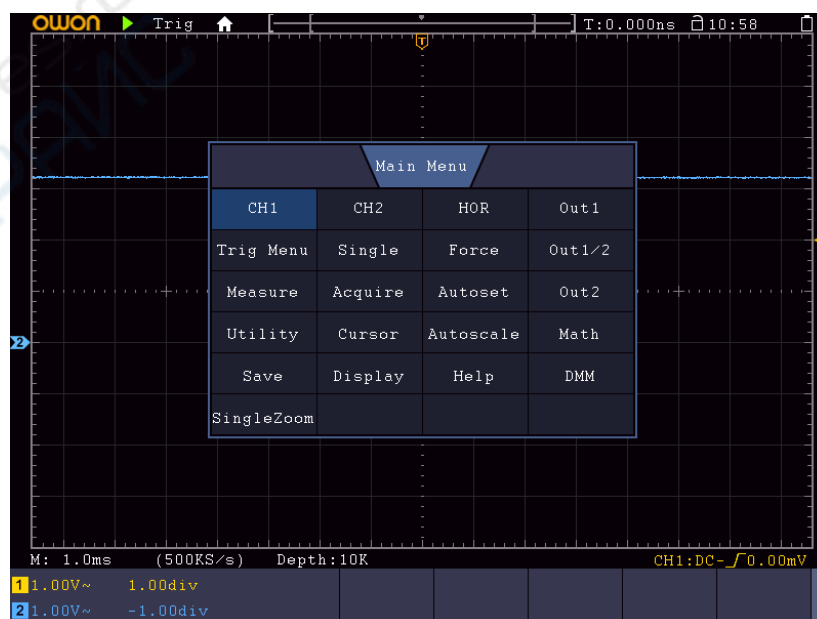 OWON Trig T:0.000ns 10:58
T
Main Menu
CH1 CH2 HOR Out1
Trig Menu Single Force Out1/2
Measure Acquire Autoset Out2
Utility Cursor Autoscale Math
2
Save Display Help DMM
SingleZoom
M: 1.0ms (500KS/s) Depth:10K CH1:DC-⎽/‾0.00mV
1 1.00V~ 1.00div
2 1.00V~ -1.00div